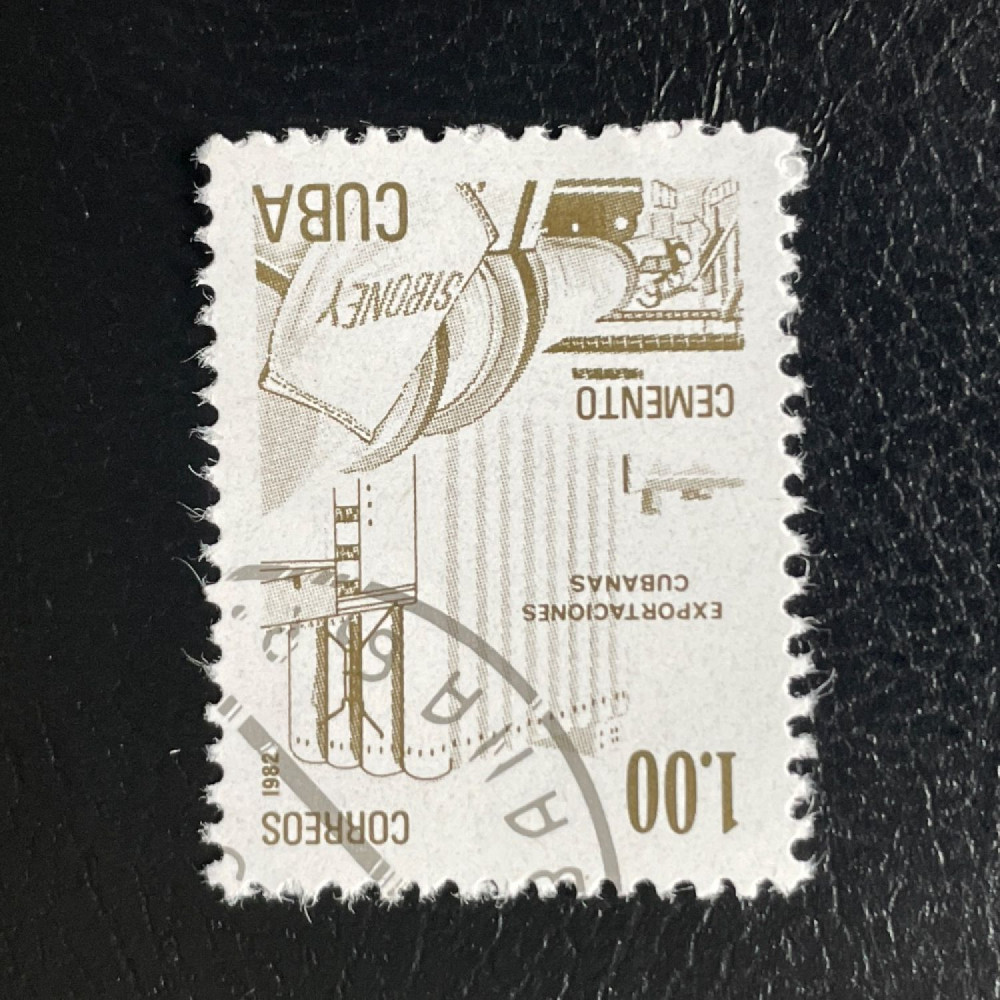 1.00
CORREOS
1982
EXPORTACIONES
CUBANAS
CEMENTO
SIBONEY
CUBA